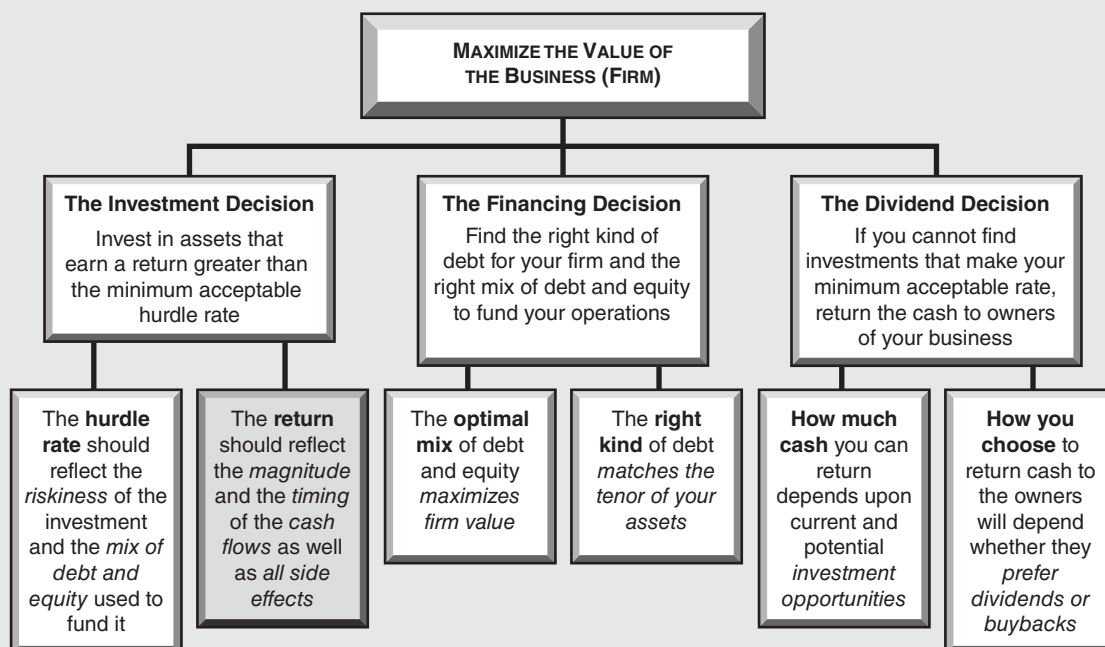 MAXIMIZE THE VALUE OF
THE BUSINESS (FIRM)
The Investment Decision
Invest in assets that
earn a return greater than
the minimum acceptable
hurdle rate
The Financing Decision
Find the right kind of
debt for your firm and the
right mix of debt and equity
to fund your operations
The Dividend Decision
If you cannot find
investments that make your
minimum acceptable rate,
return the cash to owners
of your business
The hurdle
rate should
reflect the
riskiness of the
investment
and the mix of
debt and
equity used to
fund it
The return
should reflect
the magnitude
and the timing
of the cash
flows as well
as all side
effects
The optimal
mix of debt
and equity
maximizes
firm value
The right
kind of debt
matches the
tenor of your
assets
How much
cash you can
return
depends upon
current and
potential
investment
opportunities
How you
choose to
return cash to
the owners
will depend
whether they
prefer
dividends or
buybacks